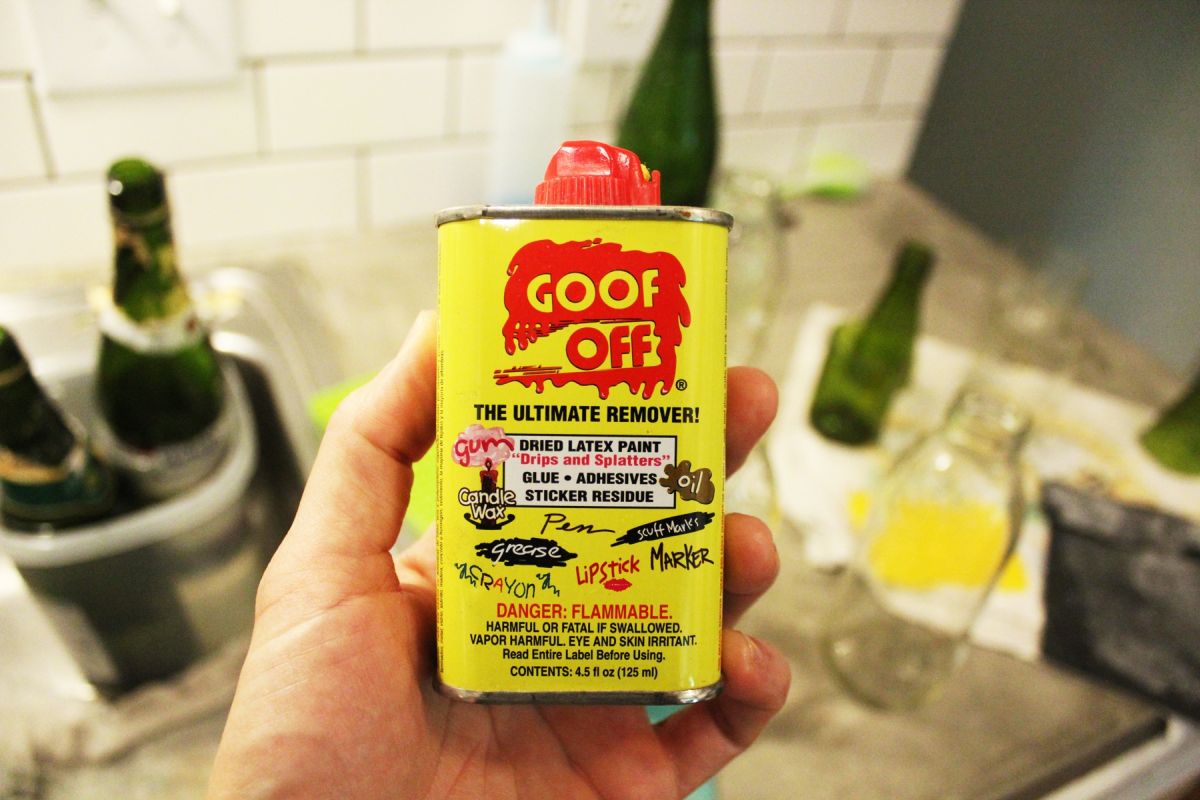 GOOF
OFF®
THE ULTIMATE REMOVER!
gum
DRIED LATEX PAINT
"Drips and Splatters"
GLUE • ADHESIVES
STICKER RESIDUE
oil
Candle
Wax
Pen
scuff Marks
grease
LiPStick
MARKER
CRAYON
DANGER: FLAMMABLE.
HARMFUL OR FATAL IF SWALLOWED.
VAPOR HARMFUL. EYE AND SKIN IRRITANT.
Read Entire Label Before Using.
CONTENTS: 4.5 fl oz (125 ml)